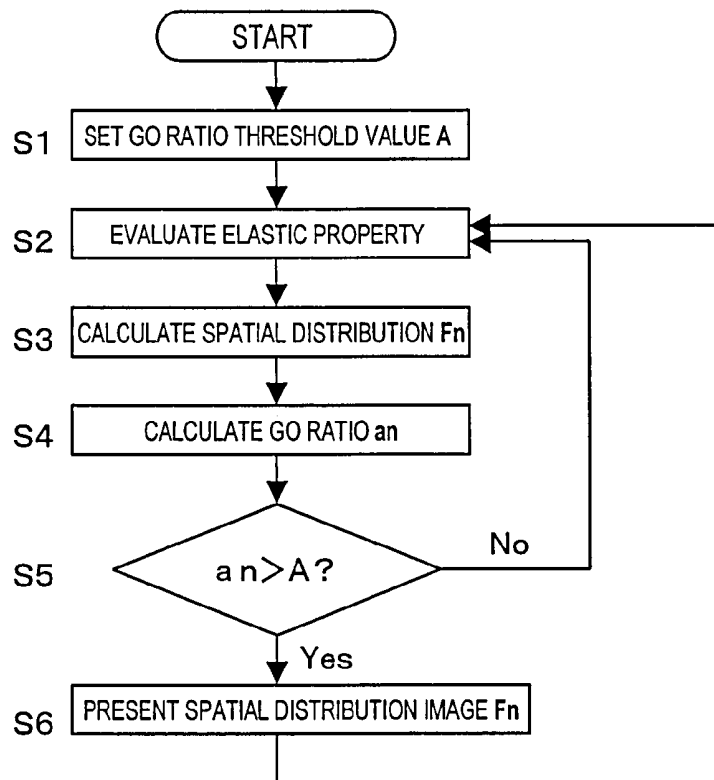 START
S1 SET GO RATIO THRESHOLD VALUE A
S2 EVALUATE ELASTIC PROPERTY
S3 CALCULATE SPATIAL DISTRIBUTION Fn
S4 CALCULATE GO RATIO an
S5 an>A?
No
Yes
S6 PRESENT SPATIAL DISTRIBUTION IMAGE Fn